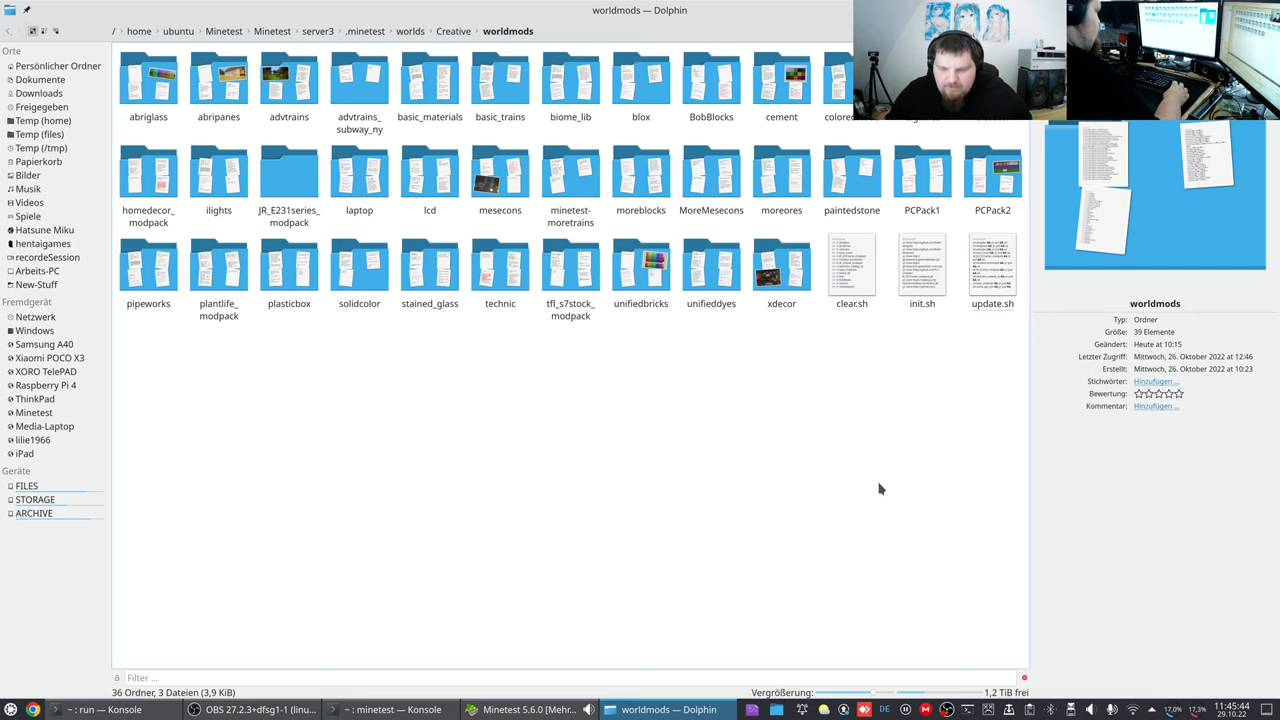 worldmods — Dolphin
/ › home › ubuntu › minetest › Minetest › server3 › minetest › worlds › worldmods
Orte
Persönlicher Ordner
Dokumente
Downloads
Freigegeben
Temp (home)
Temp (files)
Temp (/tmp)
Papierkorb
Bilder
Musik
Videos
Spiele
Hatsune Miku
hentaigames
recordeSession
Arbeits-PC
New-Stuff
Fremdgerät
Netzwerk
Windows
Samsung A40
Xiaomi POCO X3
XORO TelePAD
Raspberry Pi 4
ThinkPad
Minetest
Media-Laptop
lilie1966
iPad
Geräte
FILES
STORAGE
ARCHIVE
abriglass
abripanes
advtrains
advtrains_
subway_ny
basic_materials
basic_trains
biome_lib
blox
BobBlocks
cement
homedecor_
modpack
ilights
JR_E231series_
modpack
laptop
lcd
mesecons
minetest-
moretrains
moreblocks
MoreMesecons
moreores
paintedstone
PCPack1
PCPack2
pipeworks
plantlife_
modpack
plasticbox
solidcolor
stained_glass
technic
tfl_s7stock_
modpack
unifiedbricks
unifieddyes
xdecor
clear.sh
init.sh
update.sh
worldmods
Typ: Ordner
Größe: 39 Elemente
Geändert: Heute at 10:15
Letzter Zugriff: Mittwoch, 26. Oktober 2022 at 12:46
Erstellt: Mittwoch, 26. Oktober 2022 at 10:23
Stichwörter: Hinzufügen ...
Bewertung:
Kommentar: Hinzufügen ...
Filter ...
36 Ordner, 3 Dateien (3,9 KiB)
Vergrößerung:
1,2 TiB frei
~ : run — Konsole
OBS 27.2.3+dfsg1-1 (linu...
~ : minetest — Konsole
Minetest 5.6.0 [Mehr...
worldmods — Dolphin
DE
17,0%
17,3%
11:45:44
29.10.22